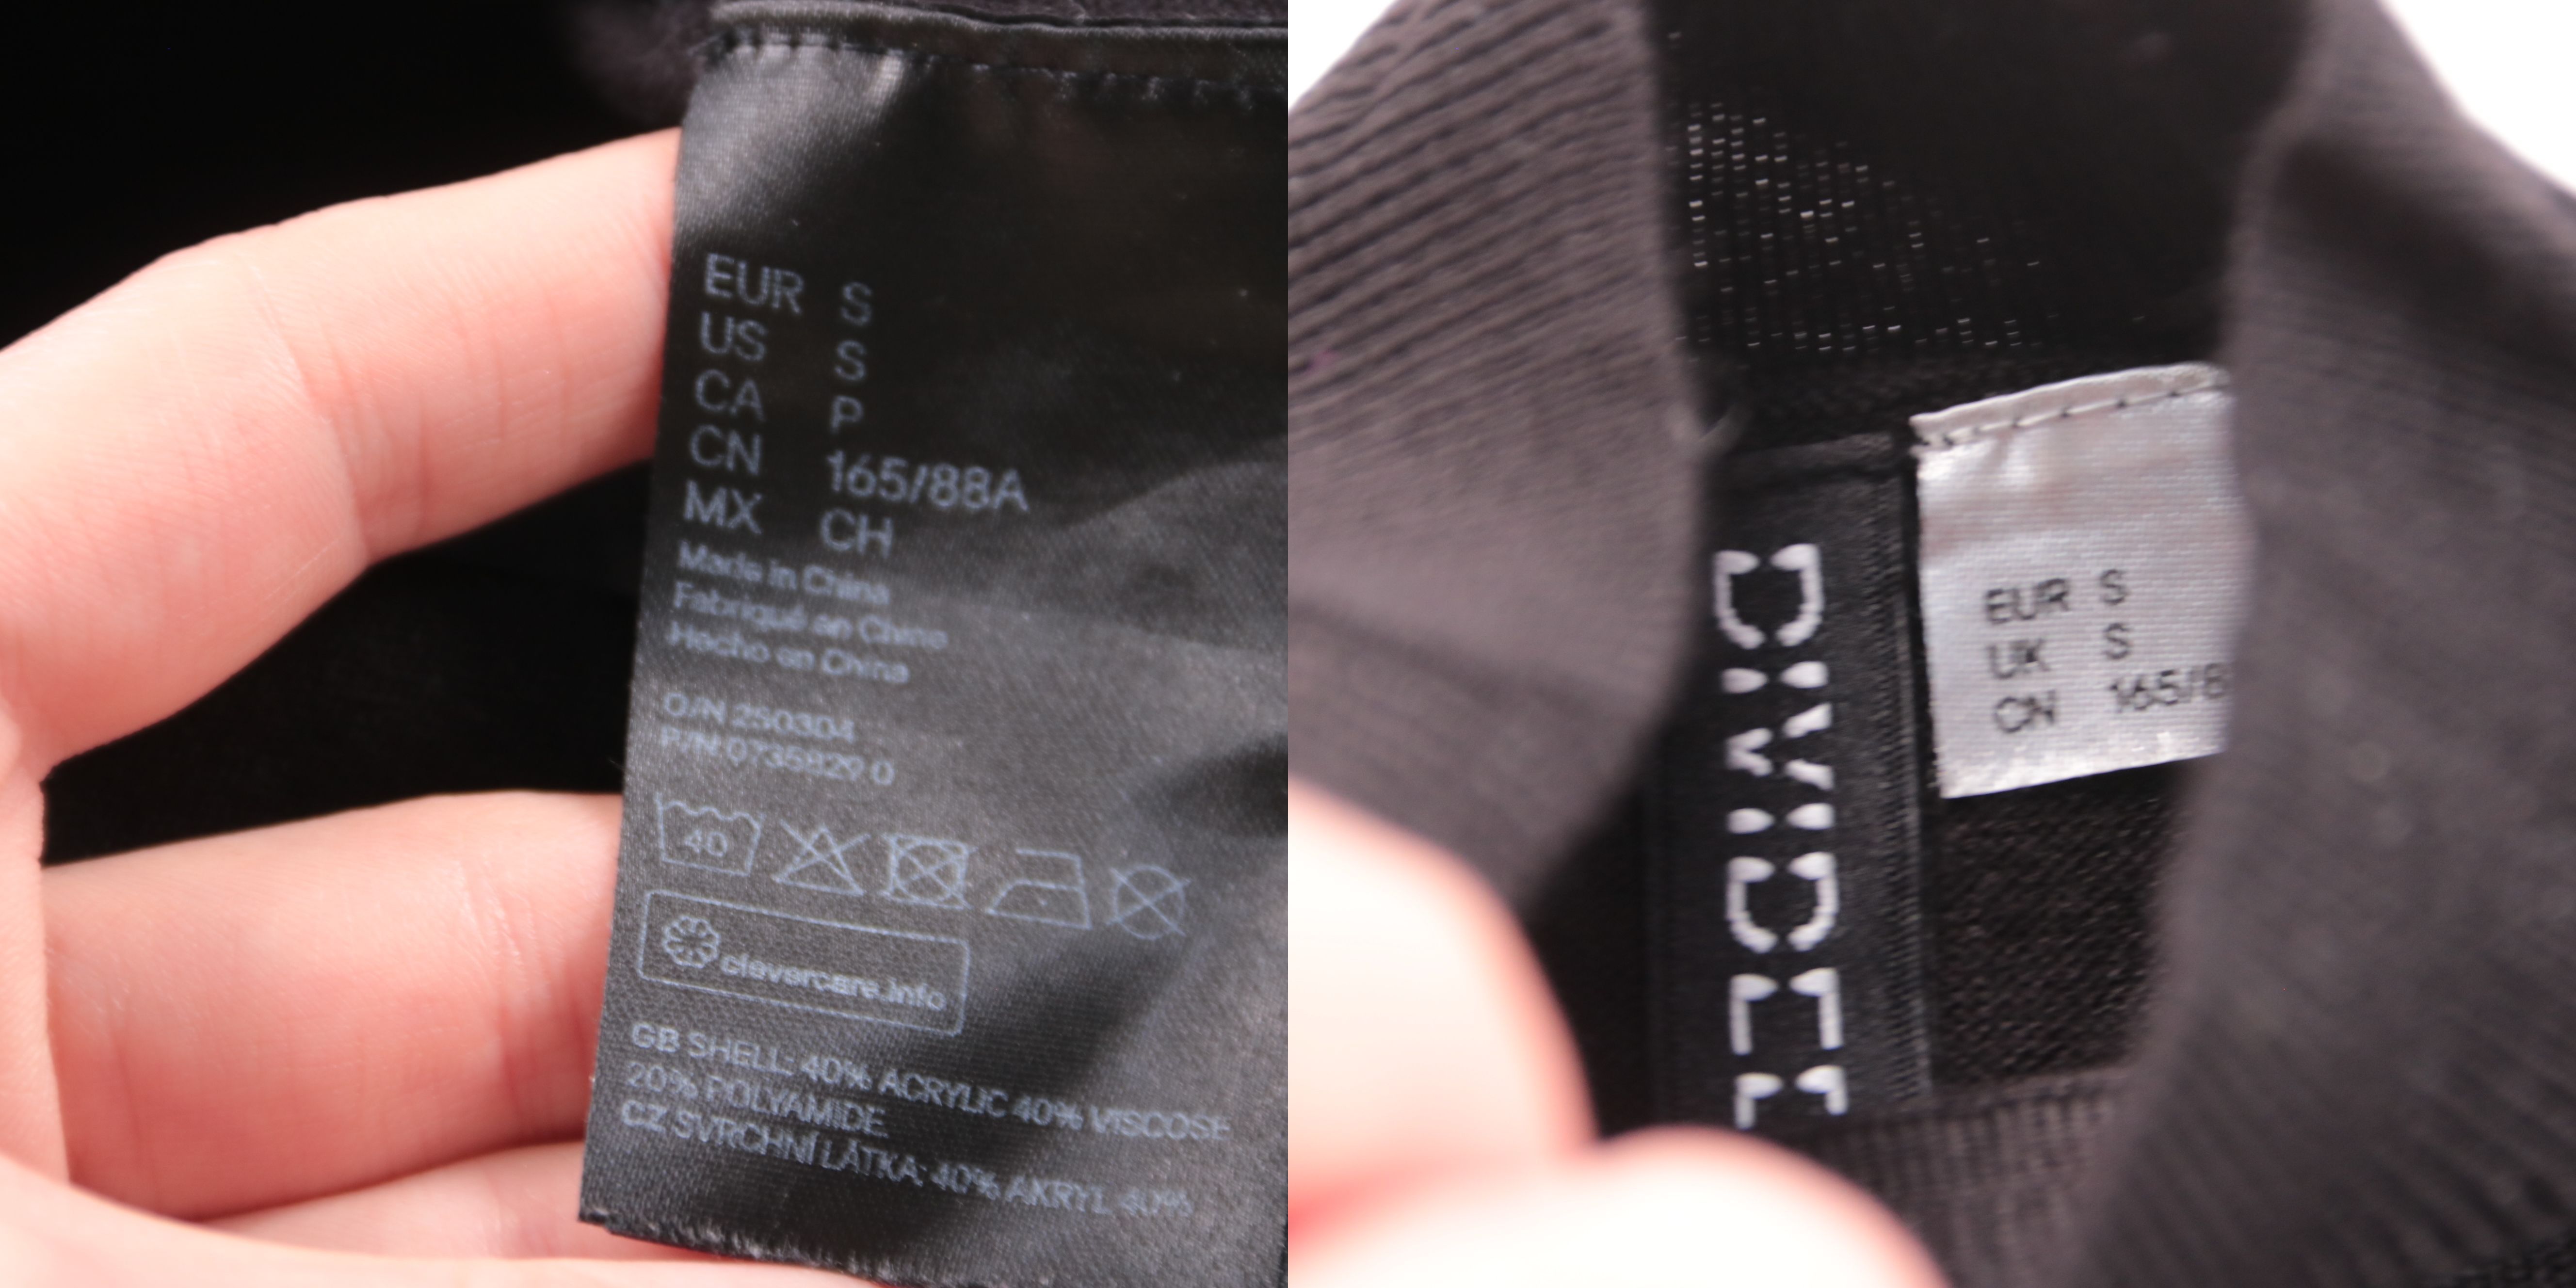 EUR S
US S
CA P
CN 165/88A
MX CH
Made in China
Fabriqué en Chine
Hecho en China
O/N 250304
P/N 0735829 0
40
clevercare.info
GB SHELL: 40% ACRYLIC 40% VISCOSE
20% POLYAMIDE
CZ SVRCHNÍ LÁTKA: 40% AKRYL 40%
DIVIDE
EUR S
UK S
CN 165/8